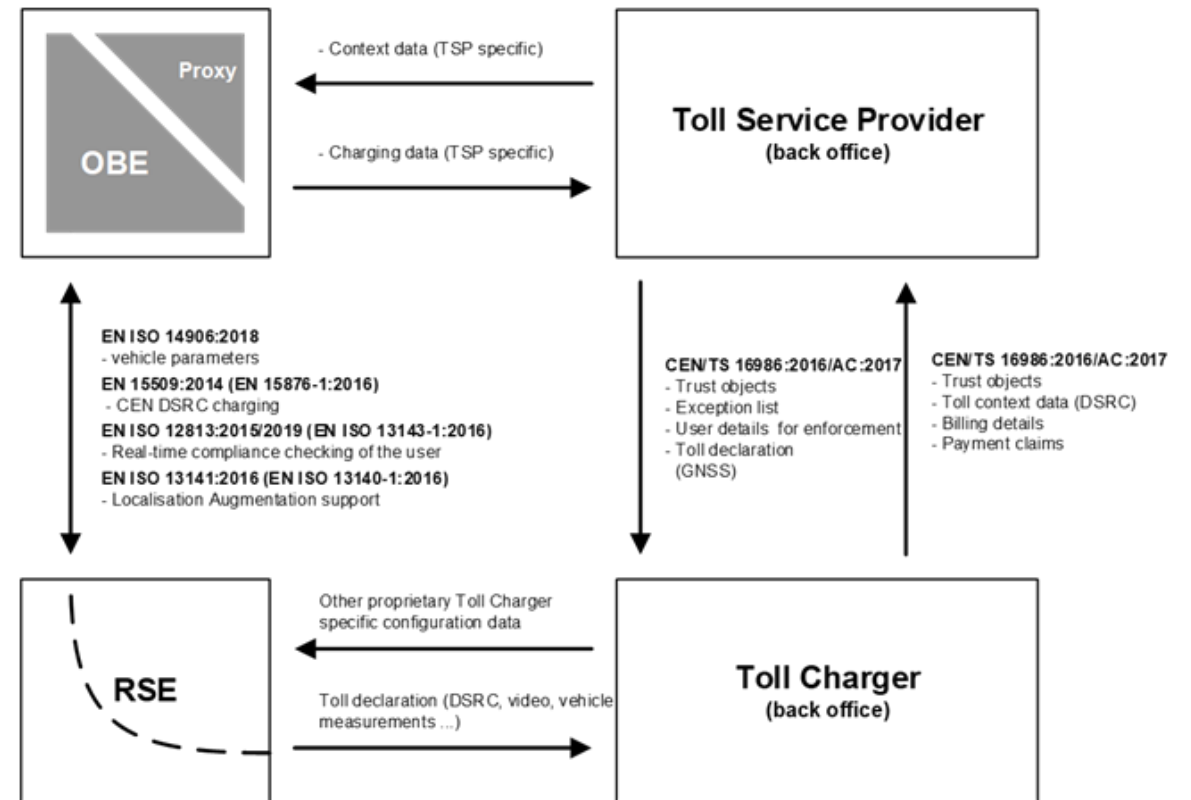 Proxy
OBE
- Context data (TSP specific)
- Charging data (TSP specific)
Toll Service Provider
(back office)
EN ISO 14906:2018
- vehicle parameters
EN 15509:2014 (EN 15876-1:2016)
- CEN DSRC charging
EN ISO 12813:2015/2019 (EN ISO 13143-1:2016)
- Real-time compliance checking of the user
EN ISO 13141:2016 (EN ISO 13140-1:2016)
- Localisation Augmentation support
CEN/TS 16986:2016/AC:2017
- Trust objects
- Exception list
- User details for enforcement
- Toll declaration
(GNSS)
CEN/TS 16986:2016/AC:2017
- Trust objects
- Toll context data (DSRC)
- Billing details
- Payment claims
RSE
Other proprietary Toll Charger
specific configuration data
Toll declaration (DSRC, video, vehicle
measurements ...)
Toll Charger
(back office)